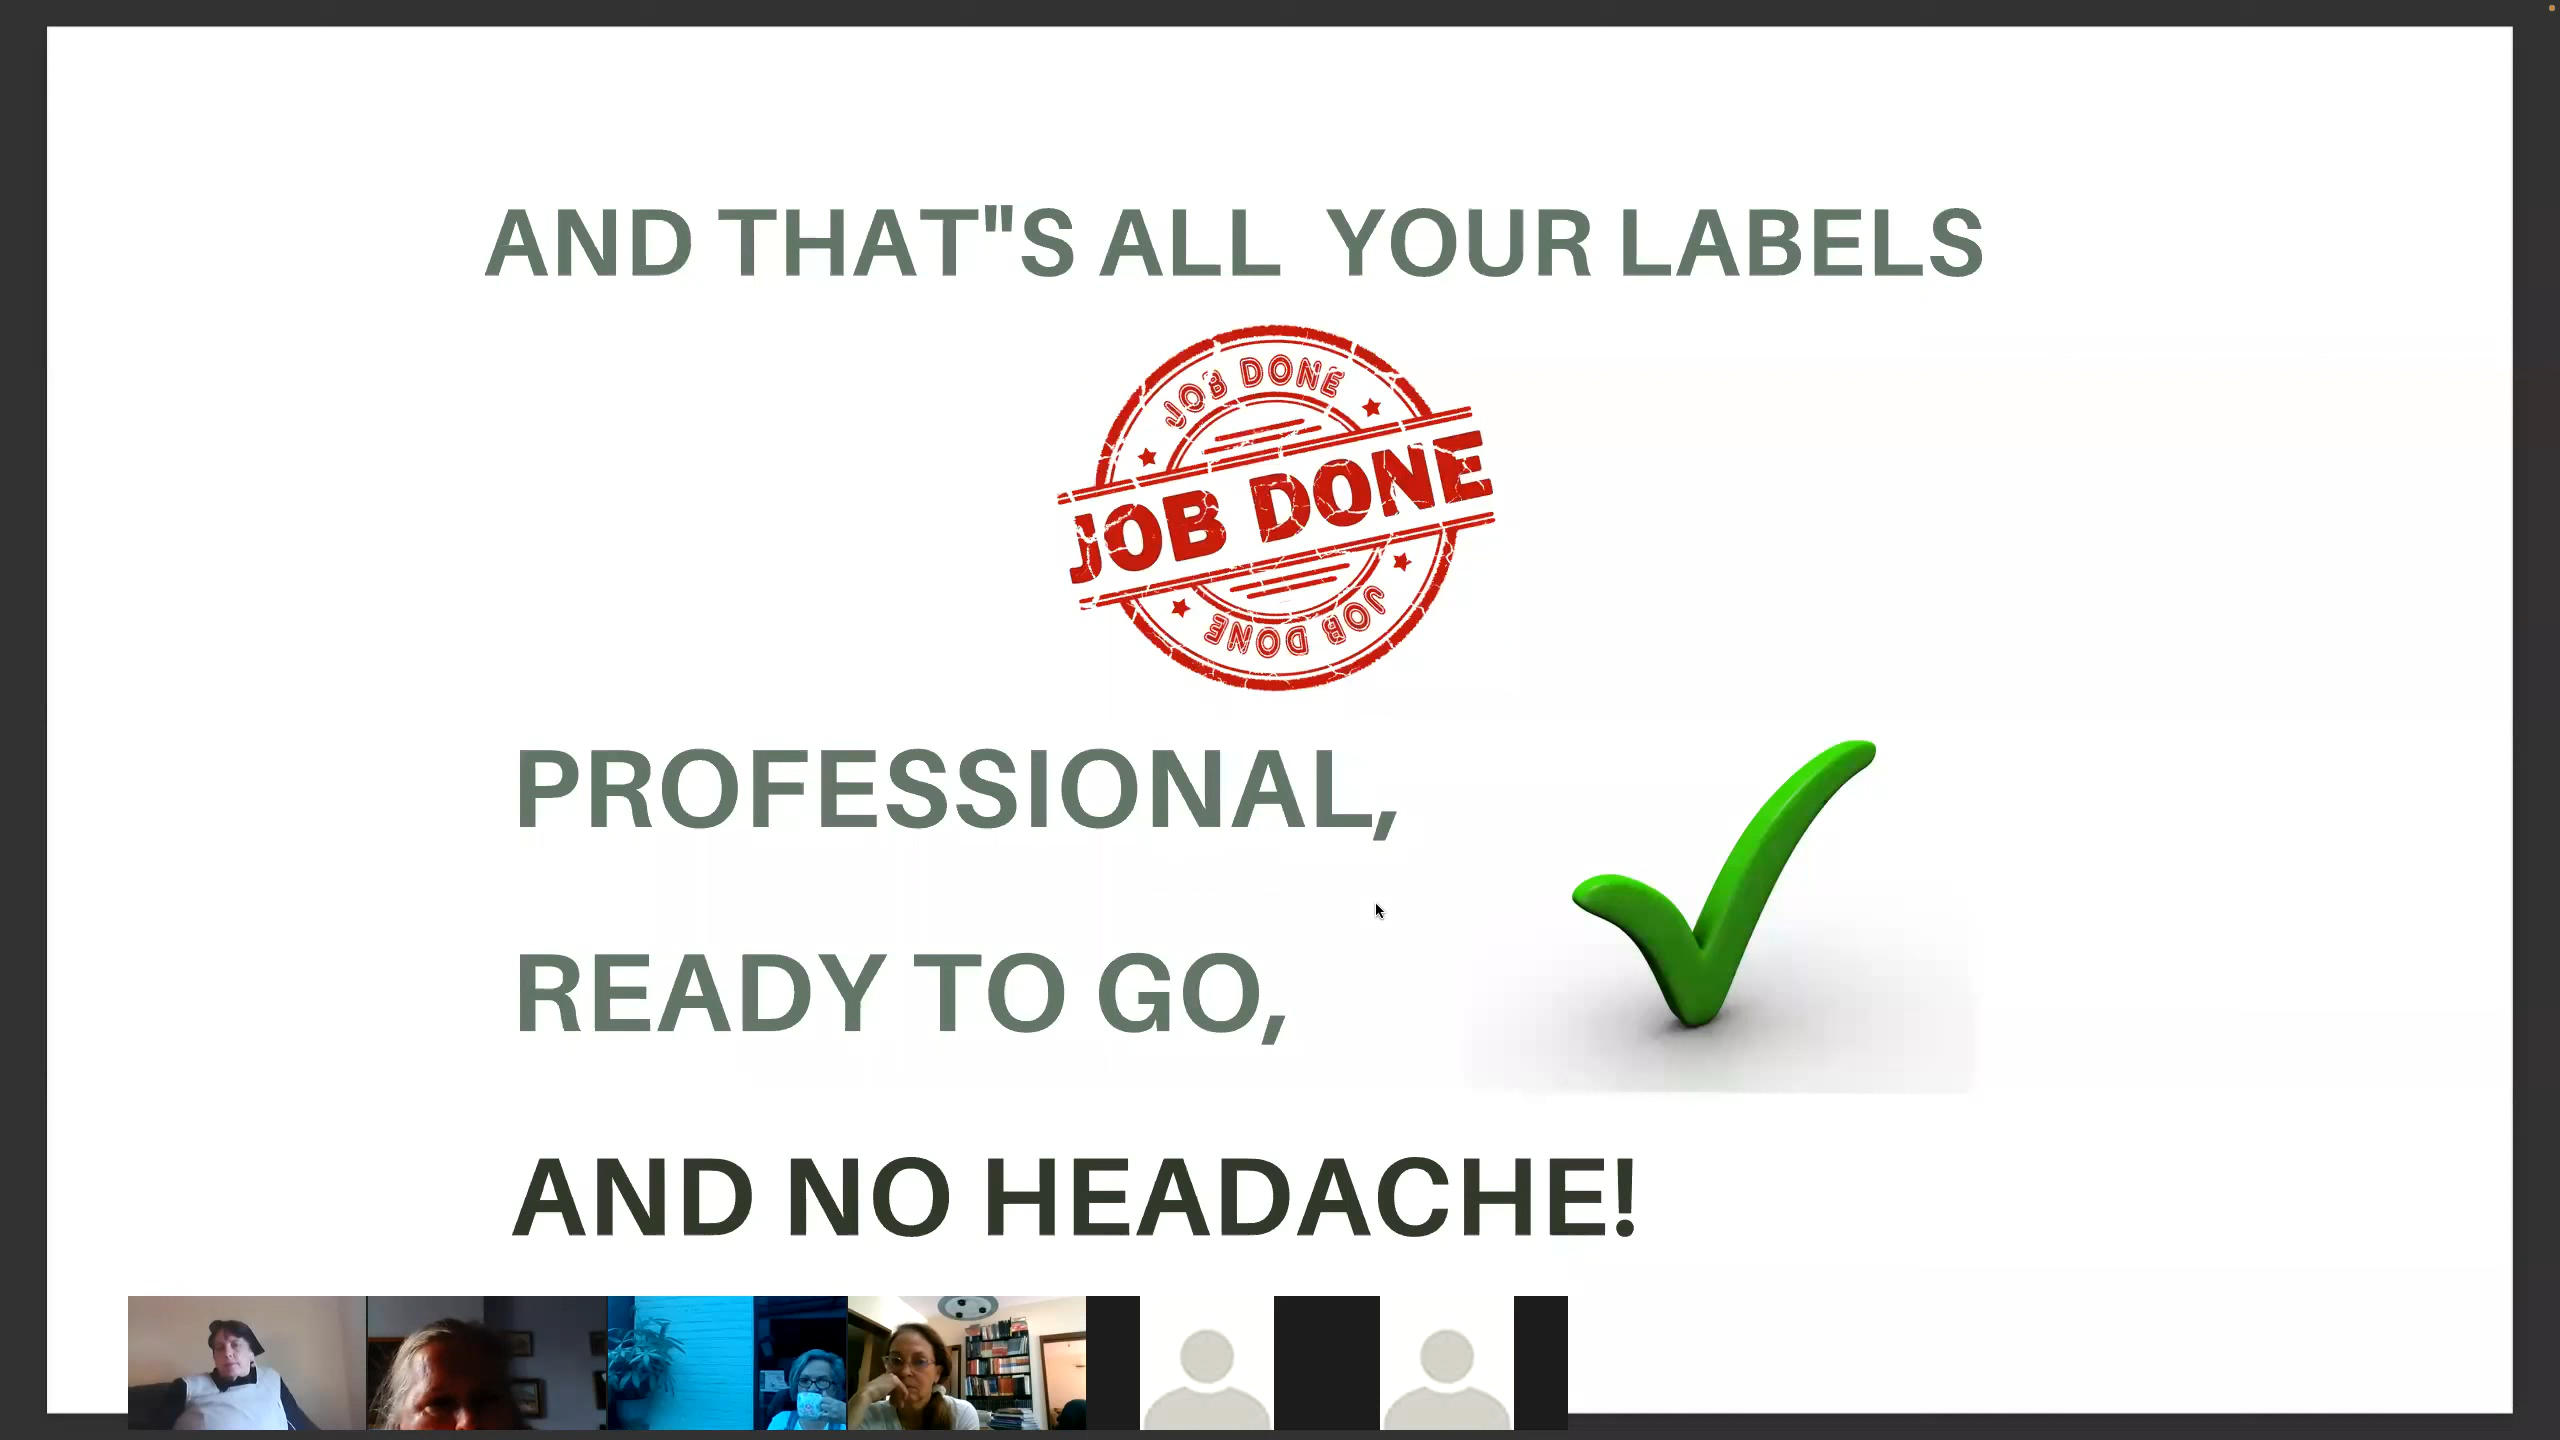 AND THAT"S ALL  YOUR LABELS
JOB DONE
JOB DONE
JOB DONE
PROFESSIONAL,
READY TO GO,
AND NO HEADACHE!